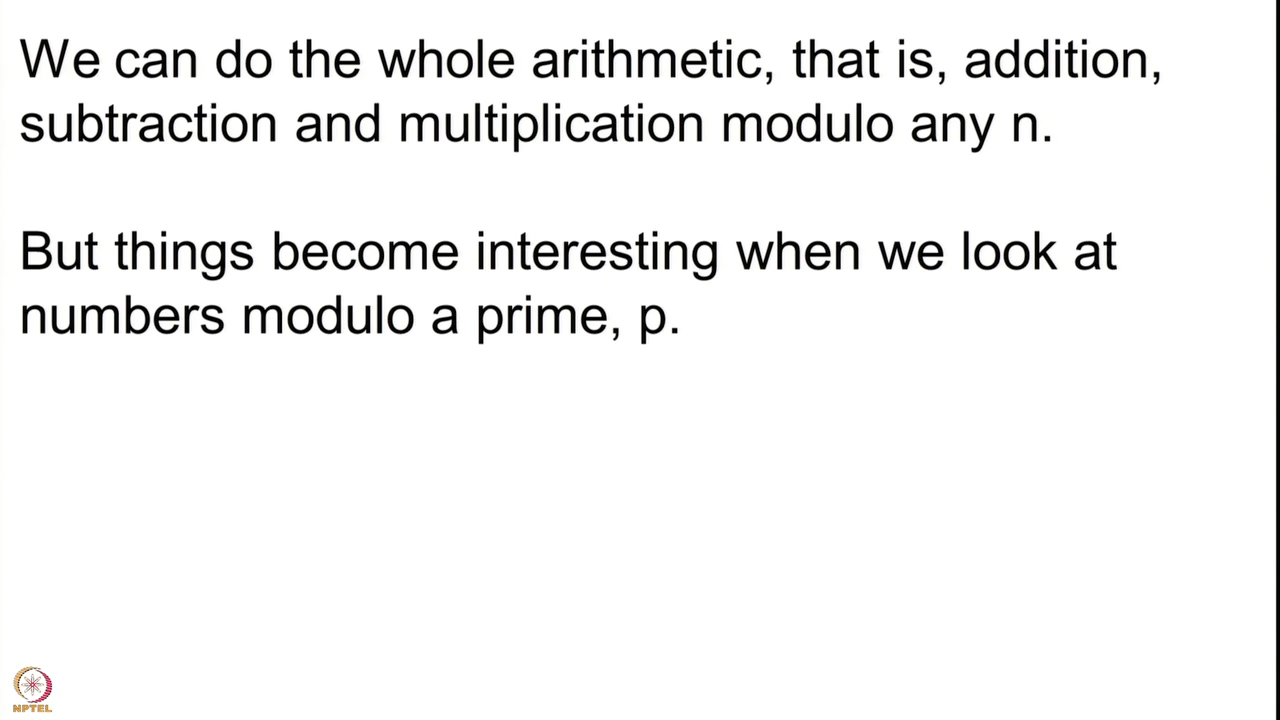 We can do the whole arithmetic, that is, addition,
subtraction and multiplication modulo any n.
But things become interesting when we look at
numbers modulo a prime, p.
NPTEL